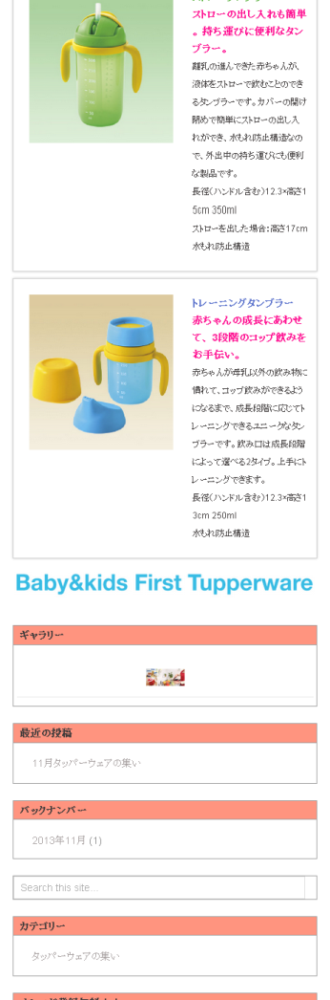 ストローの出し入れも簡単
。持ち運びに便利なタン
ブラー。
離乳の進んできた赤ちゃんが、
液体をストローで飲むことのでき
るタンブラーです。カバーの開け
閉めで簡単にストローの出し入
れができ、水もれ防止構造なの
で、外出中の持ち運びにも便利
な製品です。
長径(ハンドル含む)12.3×高さ1
5cm 350ml
ストローを出した場合:高さ17cm
水もれ防止構造
トレーニングタンブラー
赤ちゃんの成長にあわせ
て、3段階のコップ飲みを
お手伝い。
赤ちゃんが母乳以外の飲み物に
慣れて、コップ飲みができるよう
になるまで、成長段階に応じてト
レーニングできるユニークなタン
ブラーです。飲み口は成長段階
によって選べる2タイプ。上手にト
レーニングできます。
長径(ハンドル含む)12.3×高さ1
3cm 250ml
水もれ防止構造
Baby&kids First Tupperware
ギャラリー
最近の投稿
11月タッパーウェアの集い
バックナンバー
2013年11月 (1)
Search this site...
カテゴリー
タッパーウェアの集い